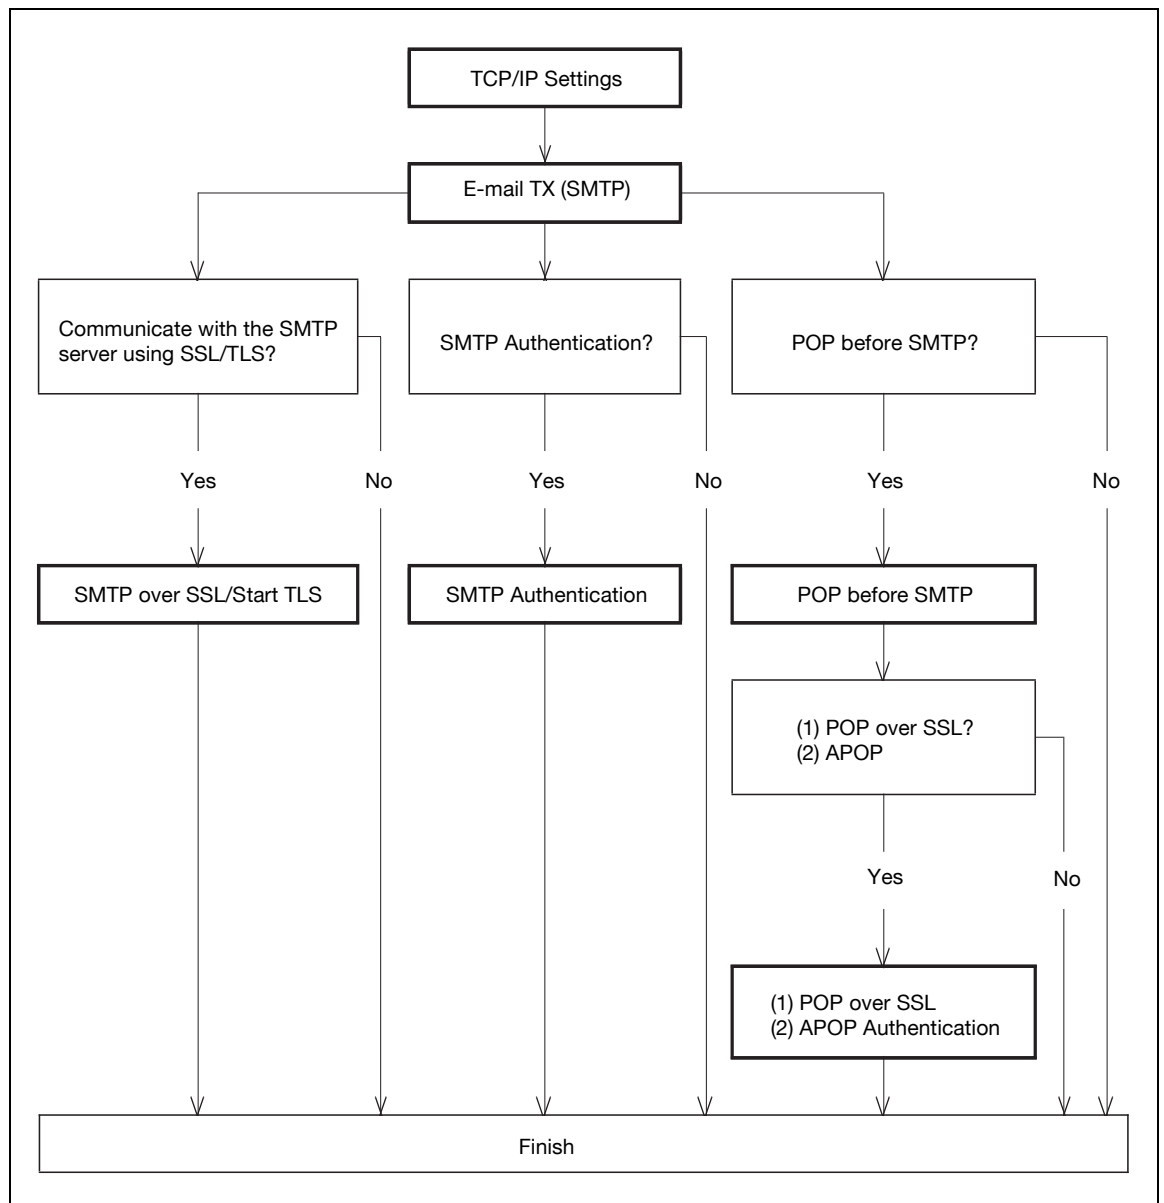 TCP/IP Settings
E-mail TX (SMTP)
Communicate with the SMTP
server using SSL/TLS?
SMTP Authentication?
POP before SMTP?
Yes
No
Yes
No
Yes
No
SMTP over SSL/Start TLS
SMTP Authentication
POP before SMTP
(1) POP over SSL?
(2) APOP
Yes
No
(1) POP over SSL
(2) APOP Authentication
Finish